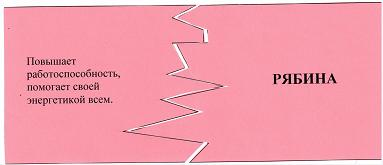 Повышает
работоспособность,
помогает своей
энергетикой всем.
РЯБИНА